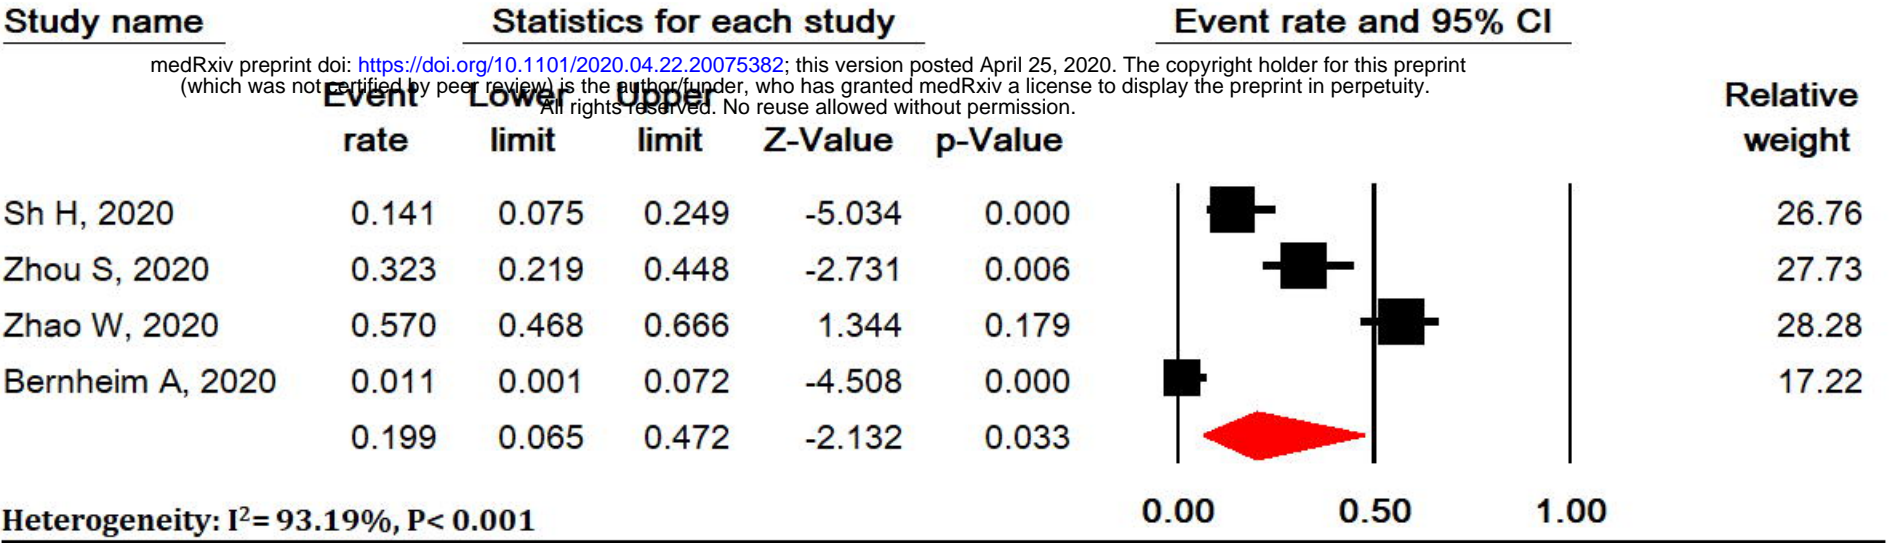 Study name Statistics for each study Event rate and 95% CI
medRxiv preprint doi: https://doi.org/10.1101/2020.04.22.20075382; this version posted April 25, 2020. The copyright holder for this preprint
(which was not certified by peer review) is the author/funder, who has granted medRxiv a license to display the preprint in perpetuity.
All rights reserved. No reuse allowed without permission.
Event Lower Upper Relative
rate limit limit Z-Value p-Value weight
Sh H, 2020 0.141 0.075 0.249 -5.034 0.000 26.76
Zhou S, 2020 0.323 0.219 0.448 -2.731 0.006 27.73
Zhao W, 2020 0.570 0.468 0.666 1.344 0.179 28.28
Bernheim A, 2020 0.011 0.001 0.072 -4.508 0.000 17.22
0.199 0.065 0.472 -2.132 0.033
0.00 0.50 1.00
Heterogeneity: I²= 93.19%, P< 0.001